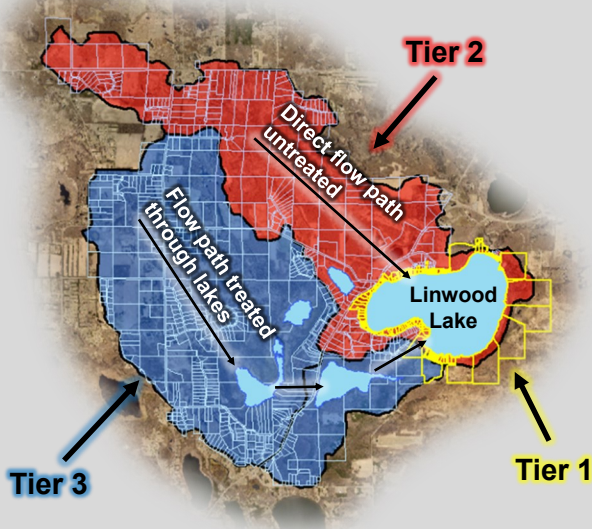 Tier 2
Direct flow path
untreated
Flow path treated
through lakes
Linwood
Lake
Tier 1
Tier 3